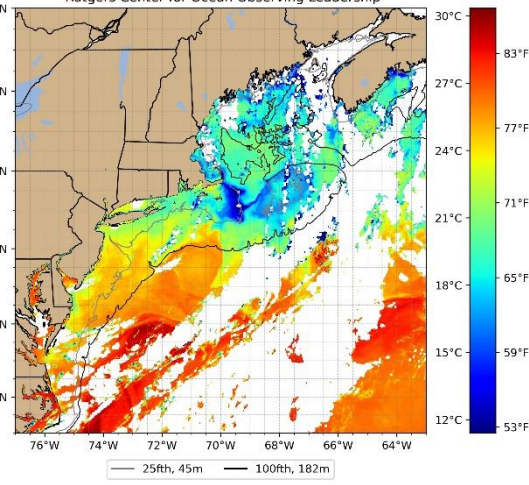 Rutgers Center for Ocean Observing Leadership
N
30°C
83°F
N
27°C
77°F
24°C
N
71°F
21°C
N
18°C
65°F
N
15°C
59°F
N
12°C
53°F
76°W 74°W 72°W 70°W 68°W 66°W 64°W
25fth, 45m 100fth, 182m